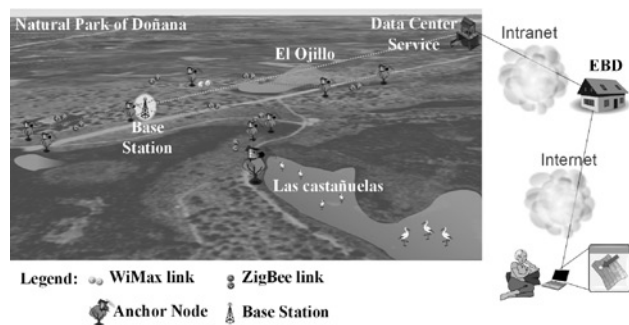 Natural Park of Doñana
Data Center
Service
El Ojillo
Intranet
EBD
Base
Station
Internet
Las castañuelas
Legend:
WiMax link
ZigBee link
Anchor Node
Base Station